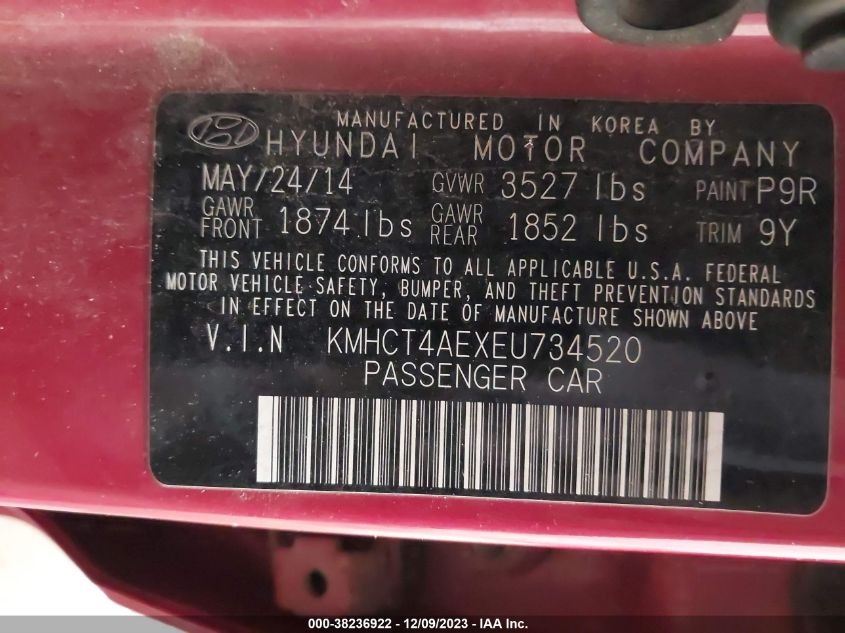 MANUFACTURED IN KOREA BY
HYUNDAI MOTOR COMPANY
MAY/24/14 GVWR 3527 lbs PAINT P9R
GAWR FRONT 1874 lbs GAWR REAR 1852 lbs TRIM 9Y
THIS VEHICLE CONFORMS TO ALL APPLICABLE U.S.A. FEDERAL
MOTOR VEHICLE SAFETY, BUMPER, AND THEFT PREVENTION STANDARDS
IN EFFECT ON THE DATE OF MANUFACTURE SHOWN ABOVE
V.I.N KMHCT4AEXEU734520
PASSENGER CAR
000-38236922 - 12/09/2023 - IAA Inc.